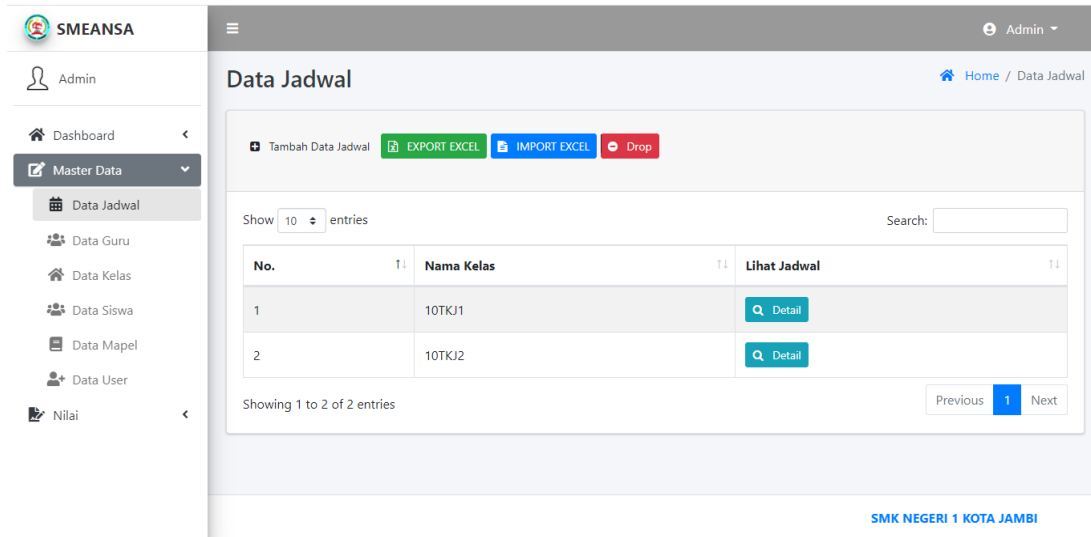 SMEANSA
Admin
Admin
Dashboard
Master Data
Data Jadwal
Data Guru
Data Kelas
Data Siswa
Data Mapel
Data User
Nilai
Data Jadwal
Home / Data Jadwal
Tambah Data Jadwal EXPORT EXCEL IMPORT EXCEL Drop
Show 10 entries Search:
No. Nama Kelas Lihat Jadwal
1 10TKJ1 Detail
2 10TKJ2 Detail
Showing 1 to 2 of 2 entries Previous 1 Next
SMK NEGERI 1 KOTA JAMBI